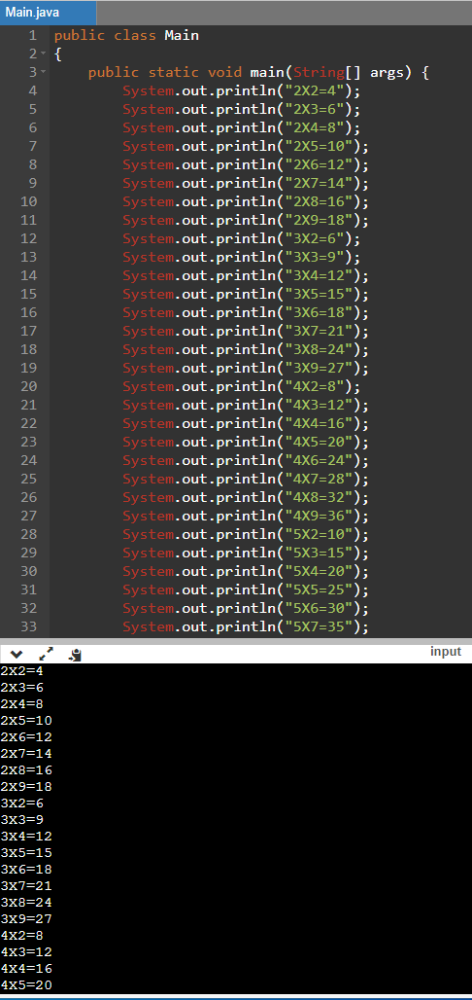 Main.java
1 public class Main
2 {
3 public static void main(String[] args) {
4 System.out.println("2X2=4");
5 System.out.println("2X3=6");
6 System.out.println("2X4=8");
7 System.out.println("2X5=10");
8 System.out.println("2X6=12");
9 System.out.println("2X7=14");
10 System.out.println("2X8=16");
11 System.out.println("2X9=18");
12 System.out.println("3X2=6");
13 System.out.println("3X3=9");
14 System.out.println("3X4=12");
15 System.out.println("3X5=15");
16 System.out.println("3X6=18");
17 System.out.println("3X7=21");
18 System.out.println("3X8=24");
19 System.out.println("3X9=27");
20 System.out.println("4X2=8");
21 System.out.println("4X3=12");
22 System.out.println("4X4=16");
23 System.out.println("4X5=20");
24 System.out.println("4X6=24");
25 System.out.println("4X7=28");
26 System.out.println("4X8=32");
27 System.out.println("4X9=36");
28 System.out.println("5X2=10");
29 System.out.println("5X3=15");
30 System.out.println("5X4=20");
31 System.out.println("5X5=25");
32 System.out.println("5X6=30");
33 System.out.println("5X7=35");
input
2X2=4
2X3=6
2X4=8
2X5=10
2X6=12
2X7=14
2X8=16
2X9=18
3X2=6
3X3=9
3X4=12
3X5=15
3X6=18
3X7=21
3X8=24
3X9=27
4X2=8
4X3=12
4X4=16
4X5=20